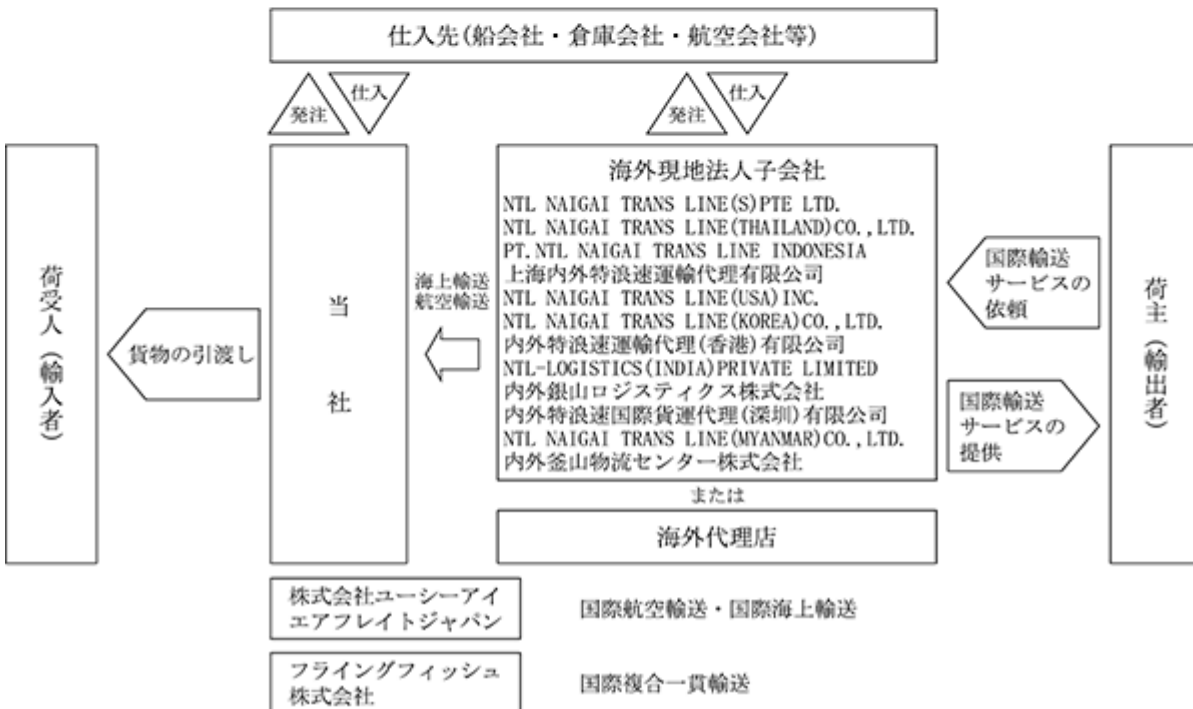 仕入先(船会社・倉庫会社・航空会社等)
発注
仕入
発注
仕入
荷受人(輸入者)
貨物の引渡し
当社
海上輸送
航空輸送
海外現地法人子会社
NTL NAIGAI TRANS LINE(S)PTE LTD.
NTL NAIGAI TRANS LINE(THAILAND)CO.,LTD.
PT.NTL NAIGAI TRANS LINE INDONESIA
上海内外特浪速運輸代理有限公司
NTL NAIGAI TRANS LINE(USA)INC.
NTL NAIGAI TRANS LINE(KOREA)CO.,LTD.
内外特浪速運輸代理(香港)有限公司
NTL-LOGISTICS(INDIA)PRIVATE LIMITED
内外銀山ロジスティクス株式会社
内外特浪速国際貨運代理(深圳)有限公司
NTL NAIGAI TRANS LINE(MYANMAR)CO.,LTD.
内外釜山物流センター株式会社
または
海外代理店
国際輸送
サービスの
依頼
国際輸送
サービスの
提供
荷主(輸出者)
株式会社ユーシーアイ
エアフレイトジャパン
国際航空輸送・国際海上輸送
フライングフィッシュ
株式会社
国際複合一貫輸送